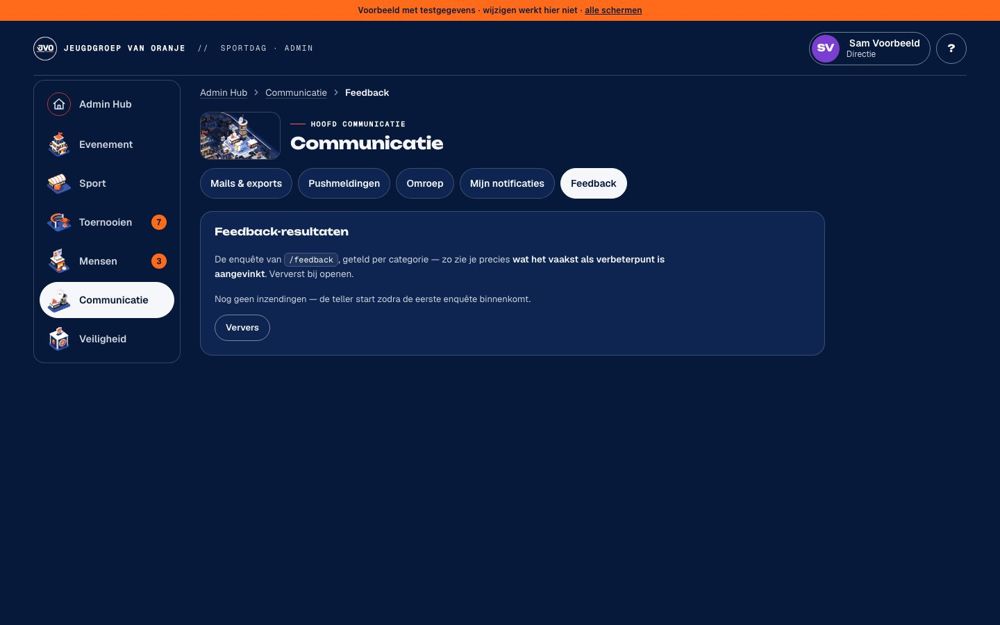 Voorbeeld met testgegevens · wijzigen werkt hier niet · alle schermen
JVO JEUGDGROEP VAN ORANJE // SPORTDAG · ADMIN
SV Sam Voorbeeld
Directie
?
Admin Hub
Evenement
Sport
Toernooien 7
Mensen 3
Communicatie
Veiligheid
Admin Hub > Communicatie > Feedback
HOOFD COMMUNICATIE
Communicatie
Mails & exports Pushmeldingen Omroep Mijn notificaties Feedback
Feedback-resultaten
De enquête van /feedback, geteld per categorie — zo zie je precies wat het vaakst als verbeterpunt is
aangevinkt. Ververst bij openen.
Nog geen inzendingen — de teller start zodra de eerste enquête binnenkomt.
Ververs